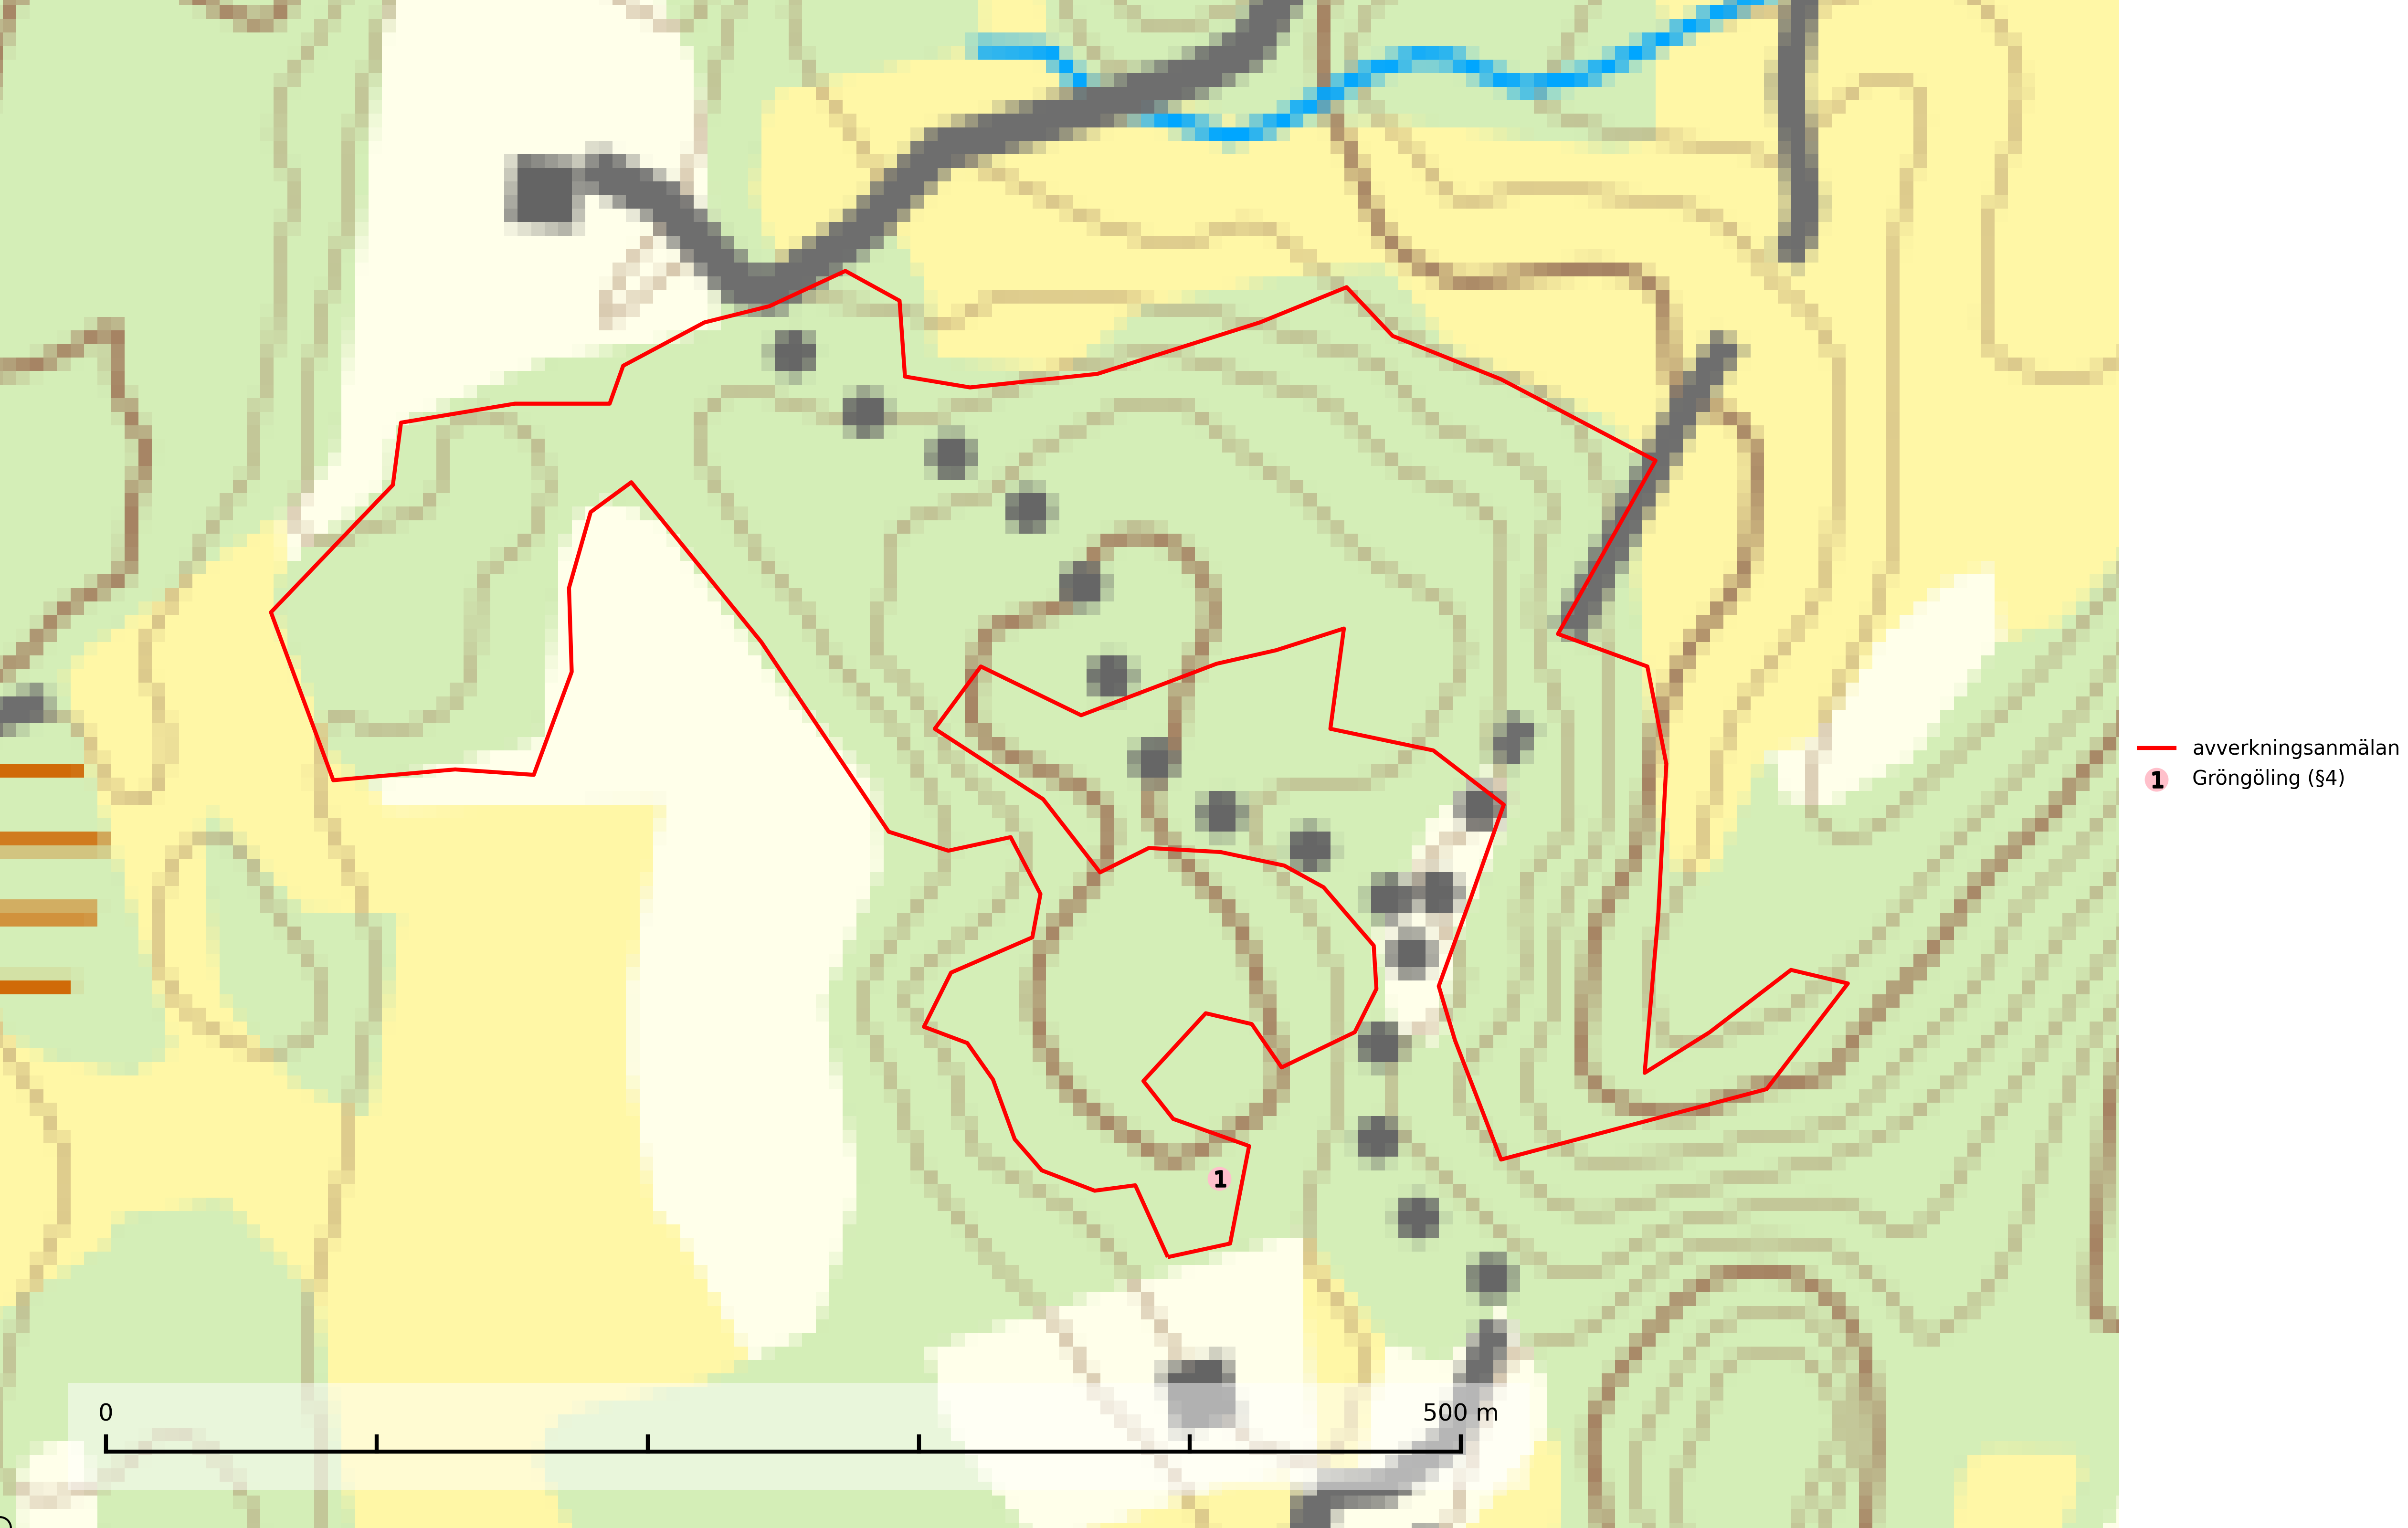 avverkningsanmälan
1 Gröngöling (§4)
1
0 500 m